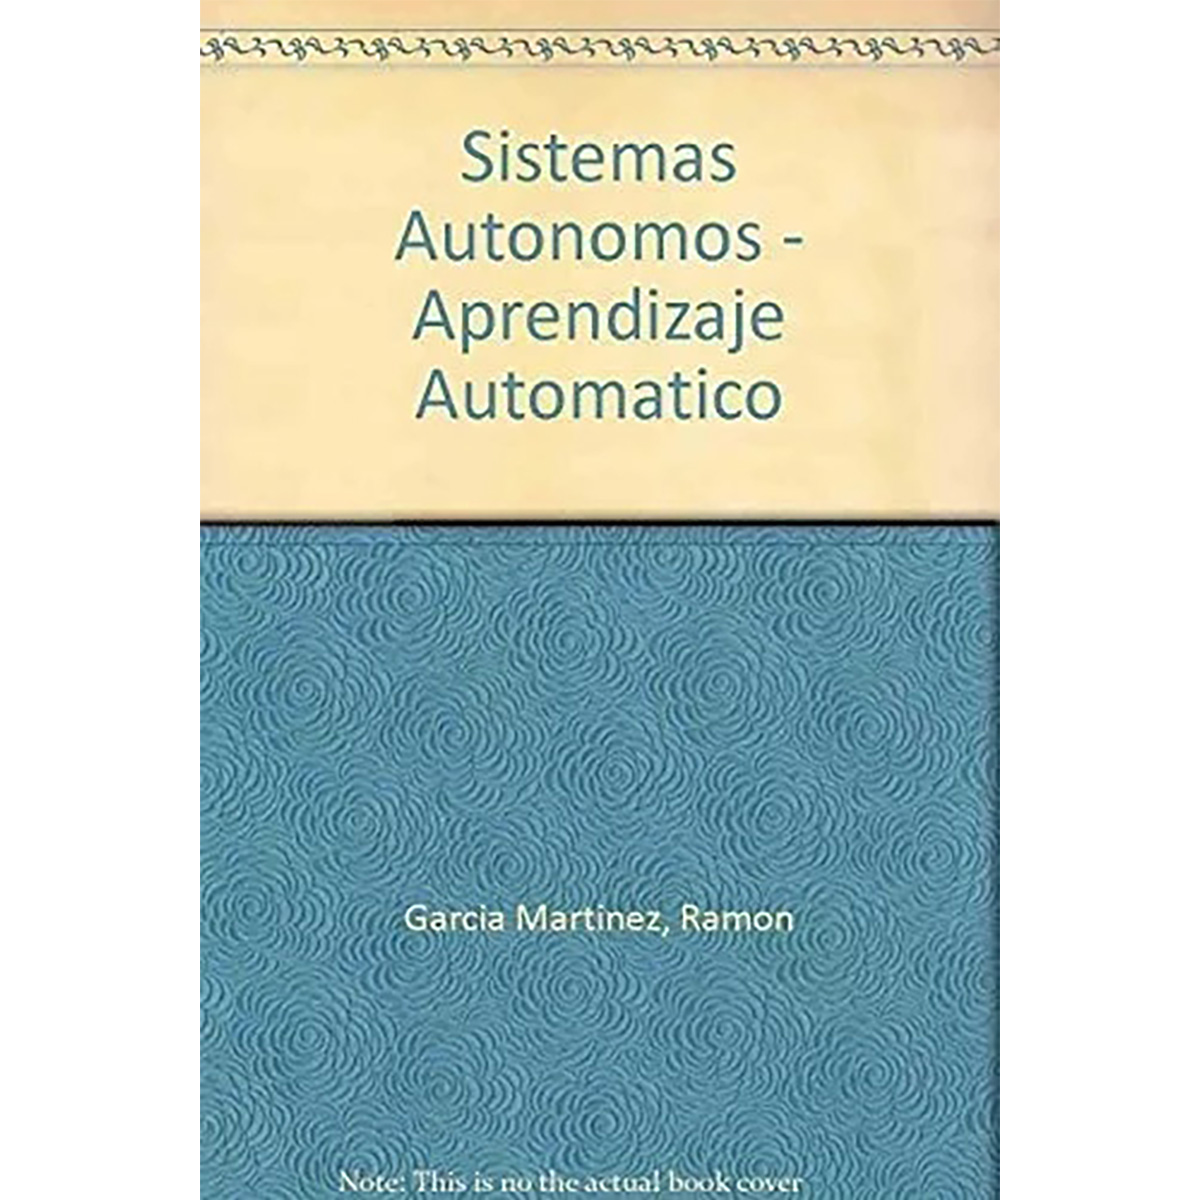 Sistemas
Autonomos -
Aprendizaje
Automatico
Garcia Martinez, Ramon
Note: This is no the actual book cover